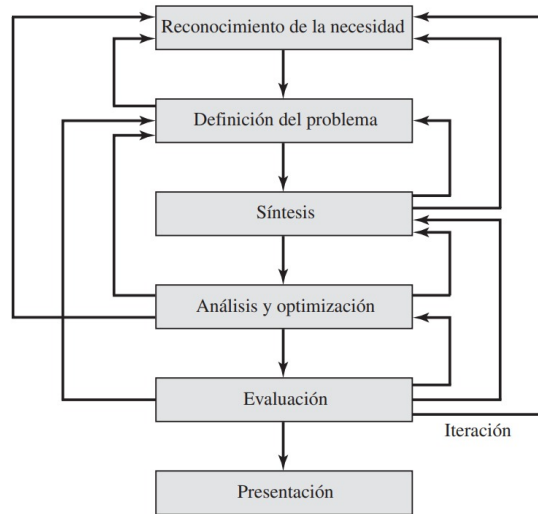 Reconocimiento de la necesidad
Definición del problema
Síntesis
Análisis y optimización
Evaluación
Iteración
Presentación